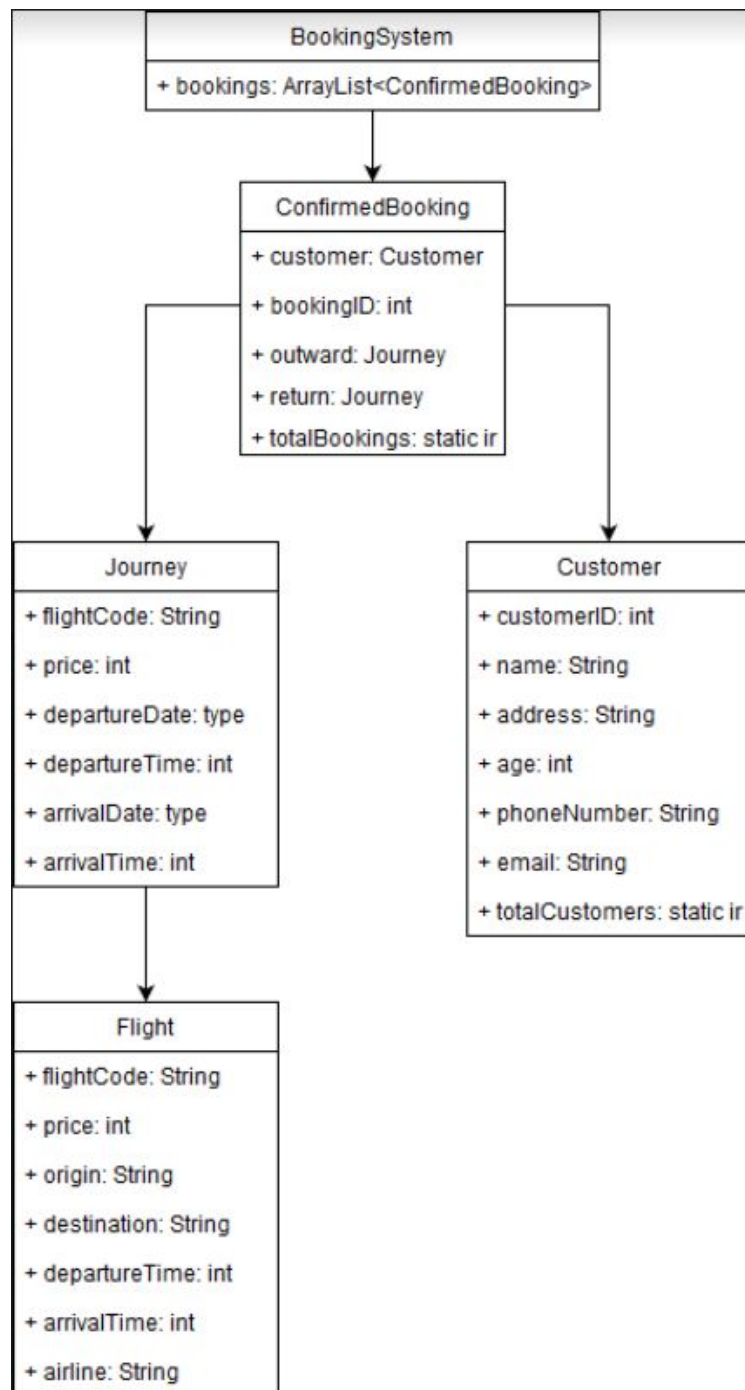 BookingSystem
+ bookings: ArrayList<ConfirmedBooking>
ConfirmedBooking
+ customer: Customer
+ bookingID: int
+ outward: Journey
+ return: Journey
+ totalBookings: static ir
Journey
+ flightCode: String
+ price: int
+ departureDate: type
+ departureTime: int
+ arrivalDate: type
+ arrivalTime: int
Customer
+ customerID: int
+ name: String
+ address: String
+ age: int
+ phoneNumber: String
+ email: String
+ totalCustomers: static ir
Flight
+ flightCode: String
+ price: int
+ origin: String
+ destination: String
+ departureTime: int
+ arrivalTime: int
+ airline: String